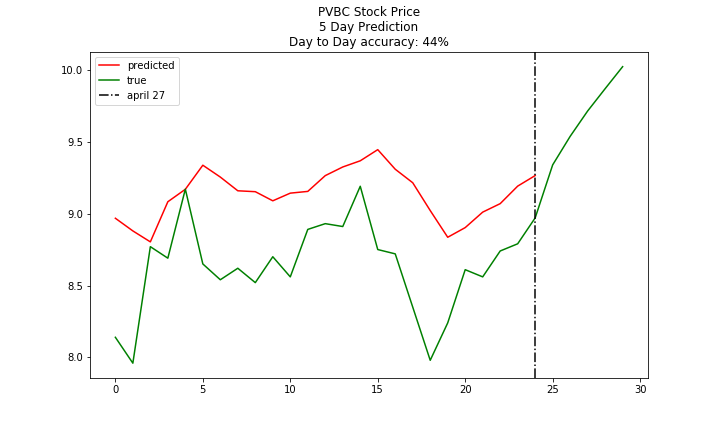 PVBC Stock Price
5 Day Prediction
Day to Day accuracy: 44%
predicted
true
april 27
10.0
9.5
9.0
8.5
8.0
0 5 10 15 20 25 30